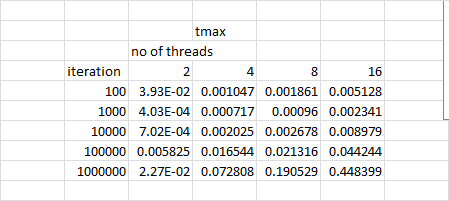 tmax
no of threads
iteration 2 4 8 16
100 3.93E-02 0.001047 0.001861 0.005128
1000 4.03E-04 0.000717 0.00096 0.002341
10000 7.02E-04 0.002025 0.002678 0.008979
100000 0.005825 0.016544 0.021316 0.044244
1000000 2.27E-02 0.072808 0.190529 0.448399